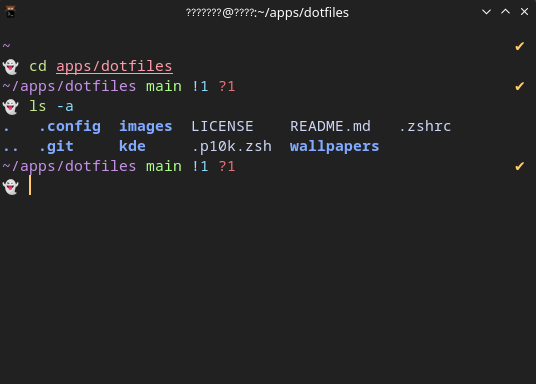 ???????@????:~/apps/dotfiles
~ ✔
👻 cd apps/dotfiles
~/apps/dotfiles main !1 ?1 ✔
👻 ls -a
. .config images LICENSE README.md .zshrc
.. .git kde .p10k.zsh wallpapers
~/apps/dotfiles main !1 ?1 ✔
👻